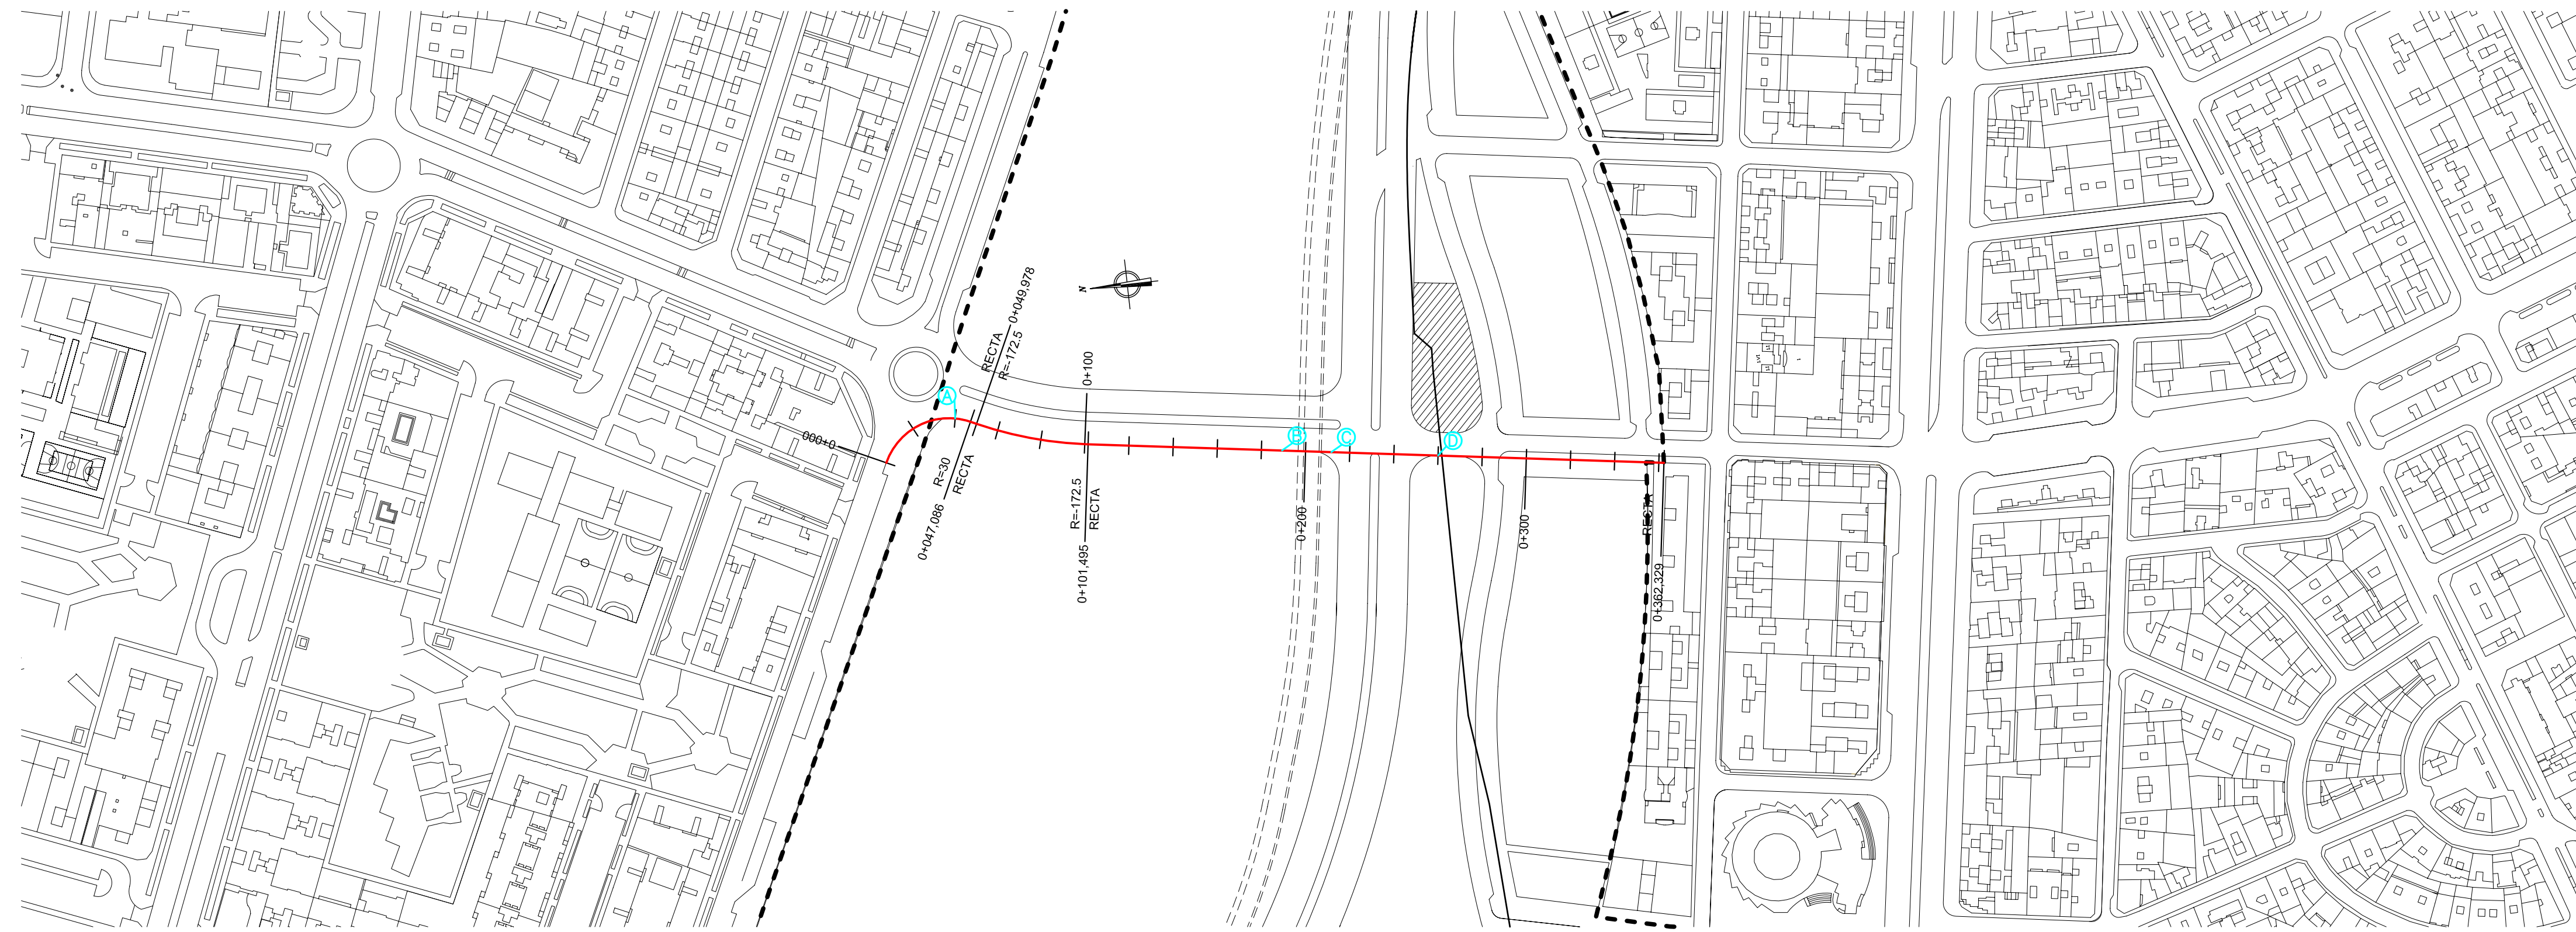 RECTA
0+049,978
R=-172.5
N
0+100
A
000+0
B
C
D
R=30
RECTA
0+047,086
R=-172.5
RECTA
0+101,495
0+200
0+300
RECTA
0+362,329